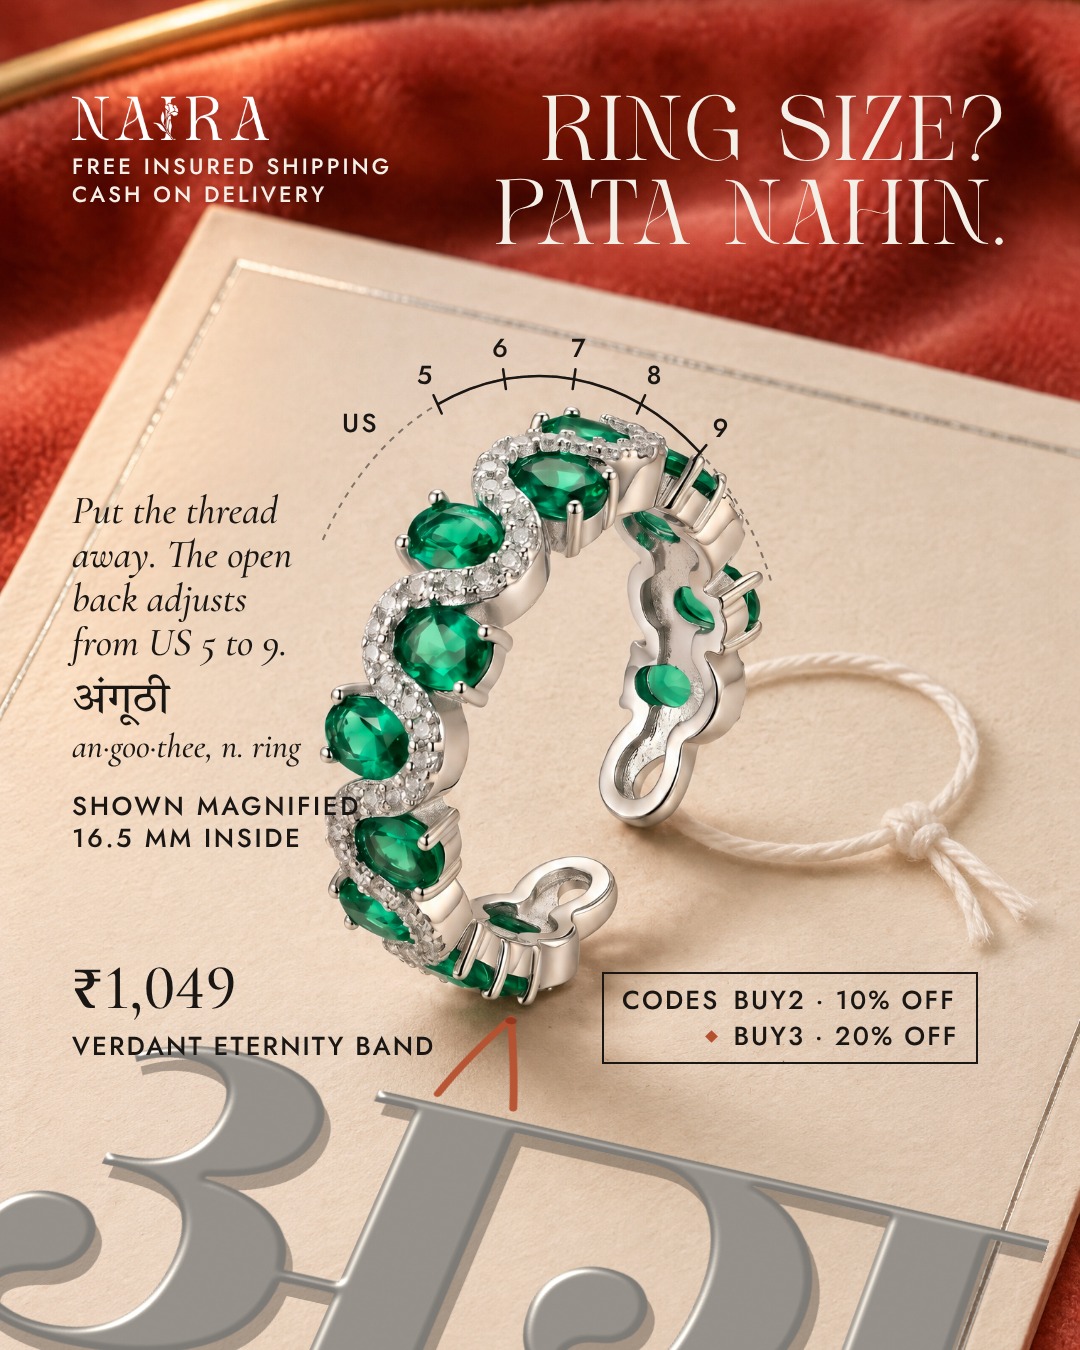 NAIRA
FREE INSURED SHIPPING
CASH ON DELIVERY
RING SIZE?
PATA NAHIN.
5 6 7 8 9
US
Put the thread
away. The open
back adjusts
from US 5 to 9.
अंगूठी
an·goo·thee, n. ring
SHOWN MAGNIFIED
16.5 MM INSIDE
₹1,049
VERDANT ETERNITY BAND
CODES BUY2 · 10% OFF
BUY3 · 20% OFF